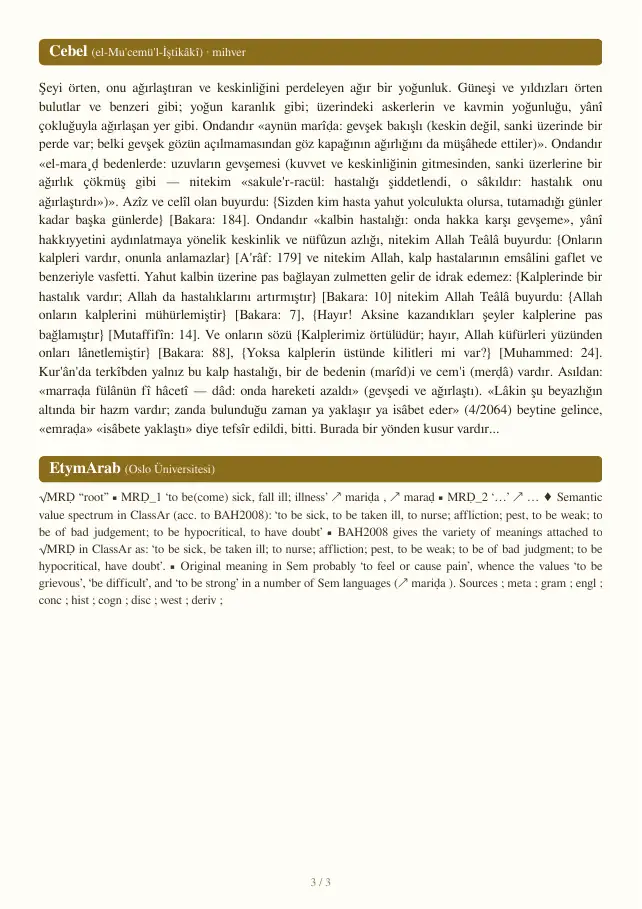 Cebel (el-Mu'cemü'l-İştikâkî) · mihver
Şeyi örten, onu ağırlaştıran ve keskinliğini perdeleyen ağır bir yoğunluk. Güneşi ve yıldızları örten
bulutlar ve benzeri gibi; yoğun karanlık gibi; üzerindeki askerlerin ve kavmin yoğunluğu, yânî
çokluğuyla ağırlaşan yer gibi. Ondandır «aynün marîḍa: gevşek bakışlı (keskin değil, sanki üzerinde bir
perde var; belki gevşek gözün açılmamasından göz kapağının ağırlığını da müşâhede ettiler)». Ondandır
«el-mara¸ḍ bedenlerde: uzuvların gevşemesi (kuvvet ve keskinliğinin gitmesinden, sanki üzerlerine bir
ağırlık çökmüş gibi — nitekim «sakule'r-racül: hastalığı şiddetlendi, o sâkıldır: hastalık onu
ağırlaştırdı»)». Azîz ve celîl olan buyurdu: {Sizden kim hasta yahut yolculukta olursa, tutamadığı günler
kadar başka günlerde} [Bakara: 184]. Ondandır «kalbin hastalığı: onda hakka karşı gevşeme», yânî
hakkıyyetini aydınlatmaya yönelik keskinlik ve nüfûzun azlığı, nitekim Allah Teâlâ buyurdu: {Onların
kalpleri vardır, onunla anlamazlar} [A'râf: 179] ve nitekim Allah, kalp hastalarının emsâlini gaflet ve
benzeriyle vasfetti. Yahut kalbin üzerine pas bağlayan zulmetten gelir de idrak edemez: {Kalplerinde bir
hastalık vardır; Allah da hastalıklarını artırmıştır} [Bakara: 10] nitekim Allah Teâlâ buyurdu: {Allah
onların kalplerini mühürlemiştir} [Bakara: 7], {Hayır! Aksine kazandıkları şeyler kalplerine pas
bağlamıştır} [Mutaffifîn: 14]. Ve onların sözü {Kalplerimiz örtülüdür; hayır, Allah küfürleri yüzünden
onları lânetlemiştir} [Bakara: 88], {Yoksa kalplerin üstünde kilitleri mi var?} [Muhammed: 24].
Kur'ân'da terkîbden yalnız bu kalp hastalığı, bir de bedenin (marîd)i ve cem'i (merḍâ) vardır. Asıldan:
«marraḍa fülânün fî hâcetî — dâd: onda hareketi azaldı» (gevşedi ve ağırlaştı). «Lâkin şu beyazlığın
altında bir hazm vardır; zanda bulunduğu zaman ya yaklaşır ya isâbet eder» (4/2064) beytine gelince,
«emraḍa» «isâbete yaklaştı» diye tefsîr edildi, bitti. Burada bir yönden kusur vardır...
EtymArab (Oslo Üniversitesi)
√MRḌ “root” ▪ MRḌ_1 ‘to be(come) sick, fall ill; illness’ ↗ mariḍa , ↗ maraḍ ▪ MRḌ_2 ‘…’ ↗ … ♦ Semantic
value spectrum in ClassAr (acc. to BAH2008): ‘to be sick, to be taken ill, to nurse; affliction; pest, to be weak; to
be of bad judgement; to be hypocritical, to have doubt’ ▪ BAH2008 gives the variety of meanings attached to
√MRḌ in ClassAr as: ‘to be sick, be taken ill; to nurse; affliction; pest, to be weak; to be of bad judgment; to be
hypocritical, have doubt’. ▪ Original meaning in Sem probably ‘to feel or cause pain’, whence the values ‘to be
grievous’, ‘be difficult’, and ‘to be strong’ in a number of Sem languages (↗ mariḍa ). Sources ; meta ; gram ; engl ;
conc ; hist ; cogn ; disc ; west ; deriv ;
3 / 3